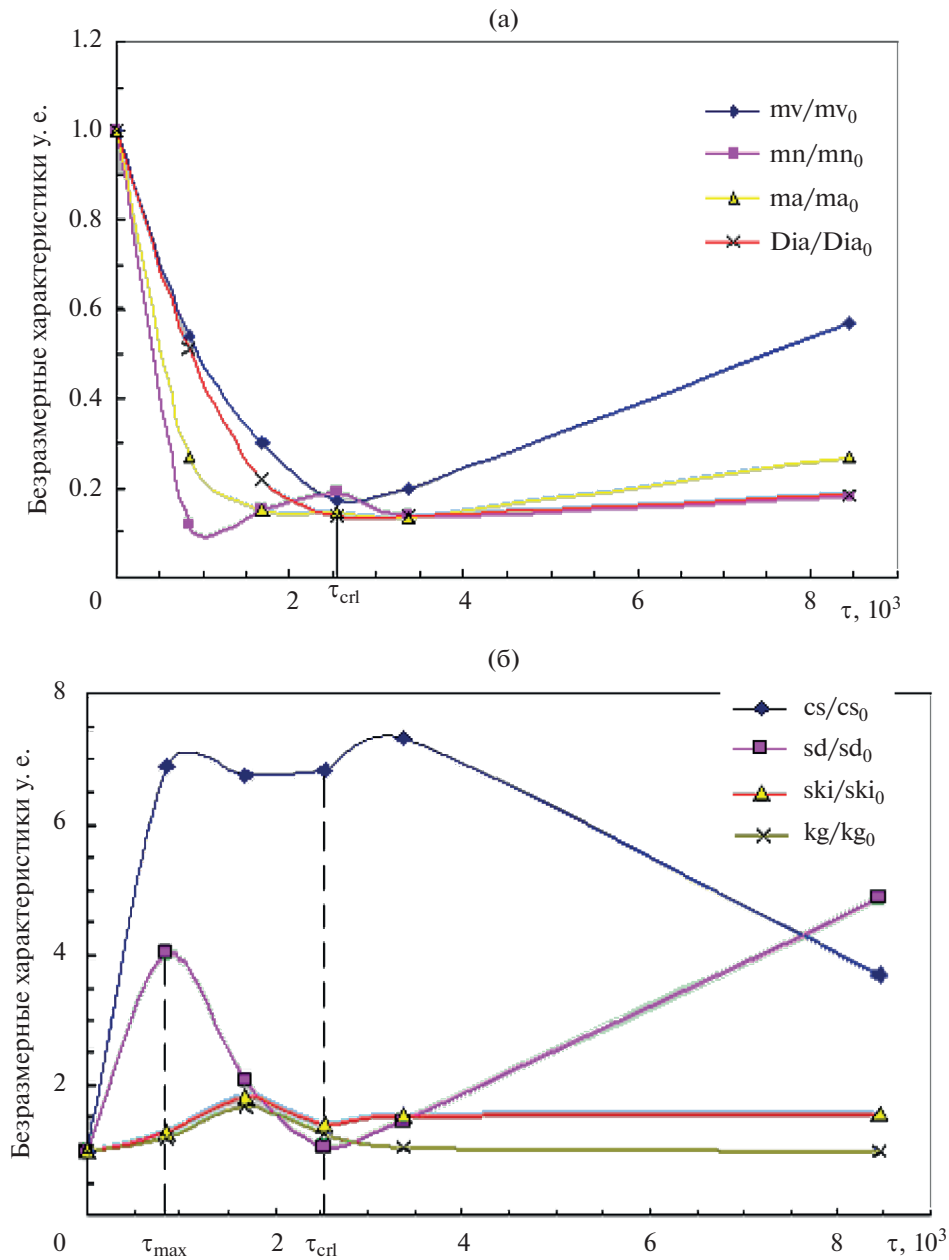 (а)
Безразмерные характеристики у. е.
1.2
1.0
0.8
0.6
0.4
0.2
mv/mv₀
mn/mn₀
ma/ma₀
Dia/Dia₀
0 2 τcrl 4 6 8 τ, 10³
(б)
Безразмерные характеристики у. е.
8
6
4
2
0
cs/cs₀
sd/sd₀
ski/ski₀
kg/kg₀
τmax τcrl 4 6 8 τ, 10³